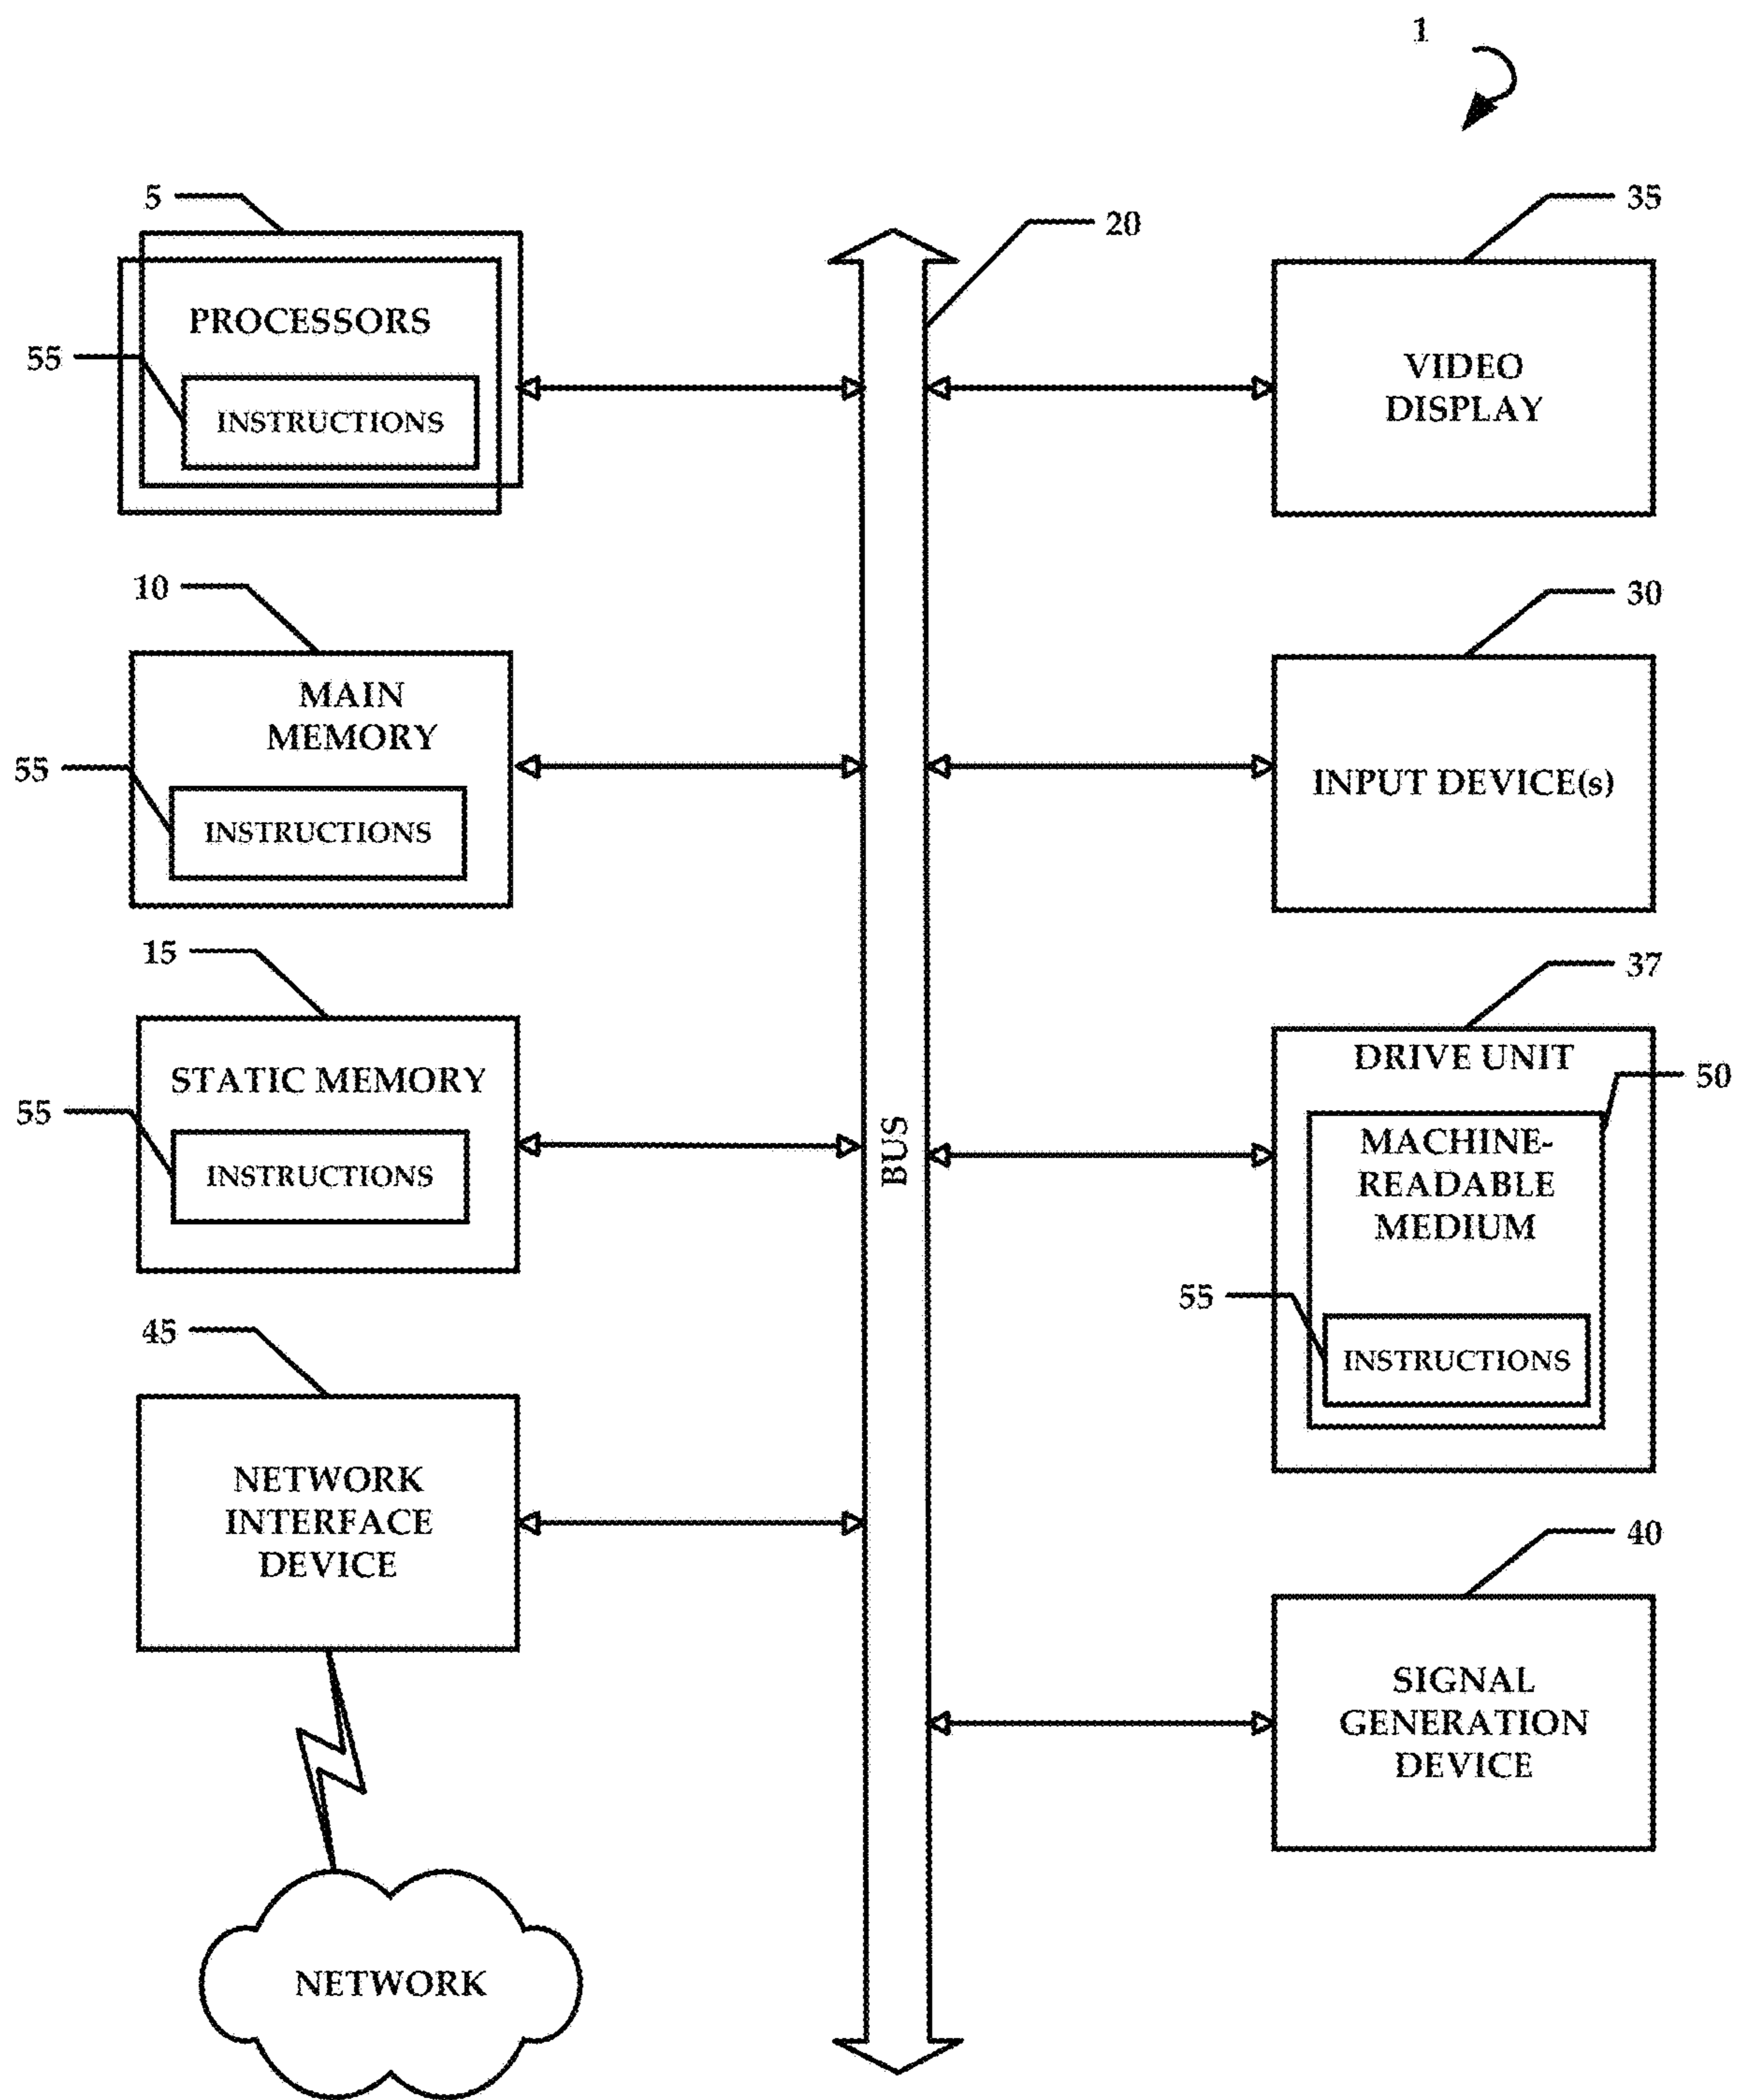 1
5
PROCESSORS
55
INSTRUCTIONS
10
MAIN
MEMORY
55
INSTRUCTIONS
15
STATIC MEMORY
55
INSTRUCTIONS
45
NETWORK
INTERFACE
DEVICE
NETWORK
20
BUS
35
VIDEO
DISPLAY
30
INPUT DEVICE(s)
37
DRIVE UNIT
50
MACHINE-
READABLE
MEDIUM
55
INSTRUCTIONS
40
SIGNAL
GENERATION
DEVICE